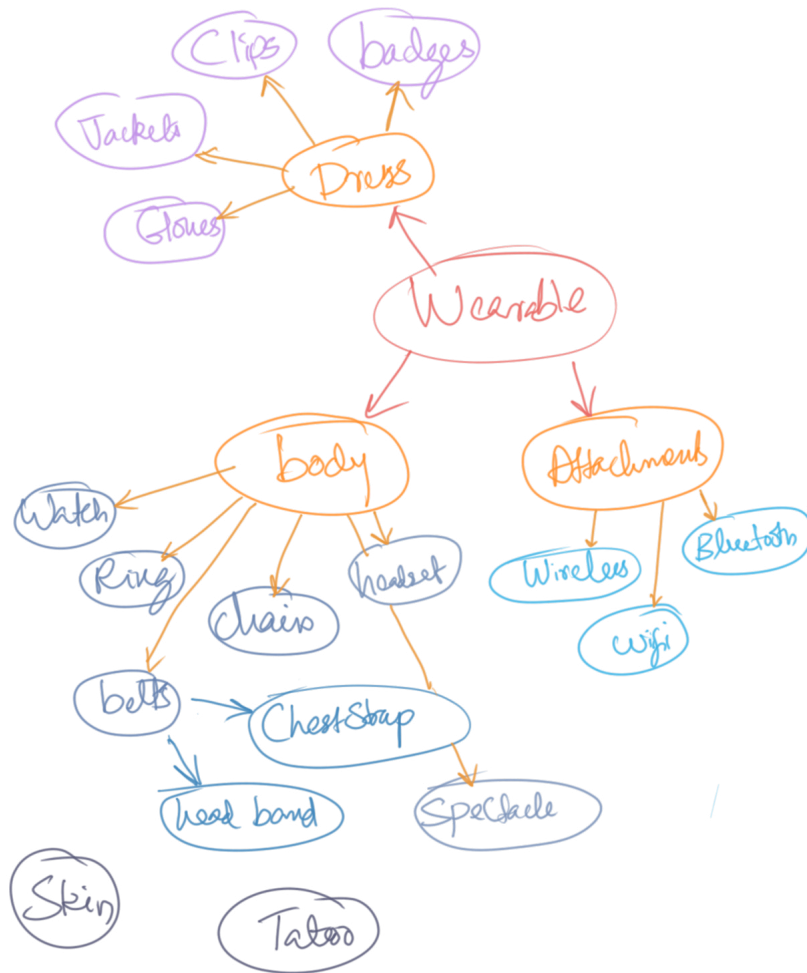 Clips
badges
Jackets
Gloves
Dress
Wearable
body
Attachments
Watch
Ring
chains
headset
Wireless
Bluetooth
wifi
belts
ChestStrap
head band
Spectacle
Skin
Tatoo